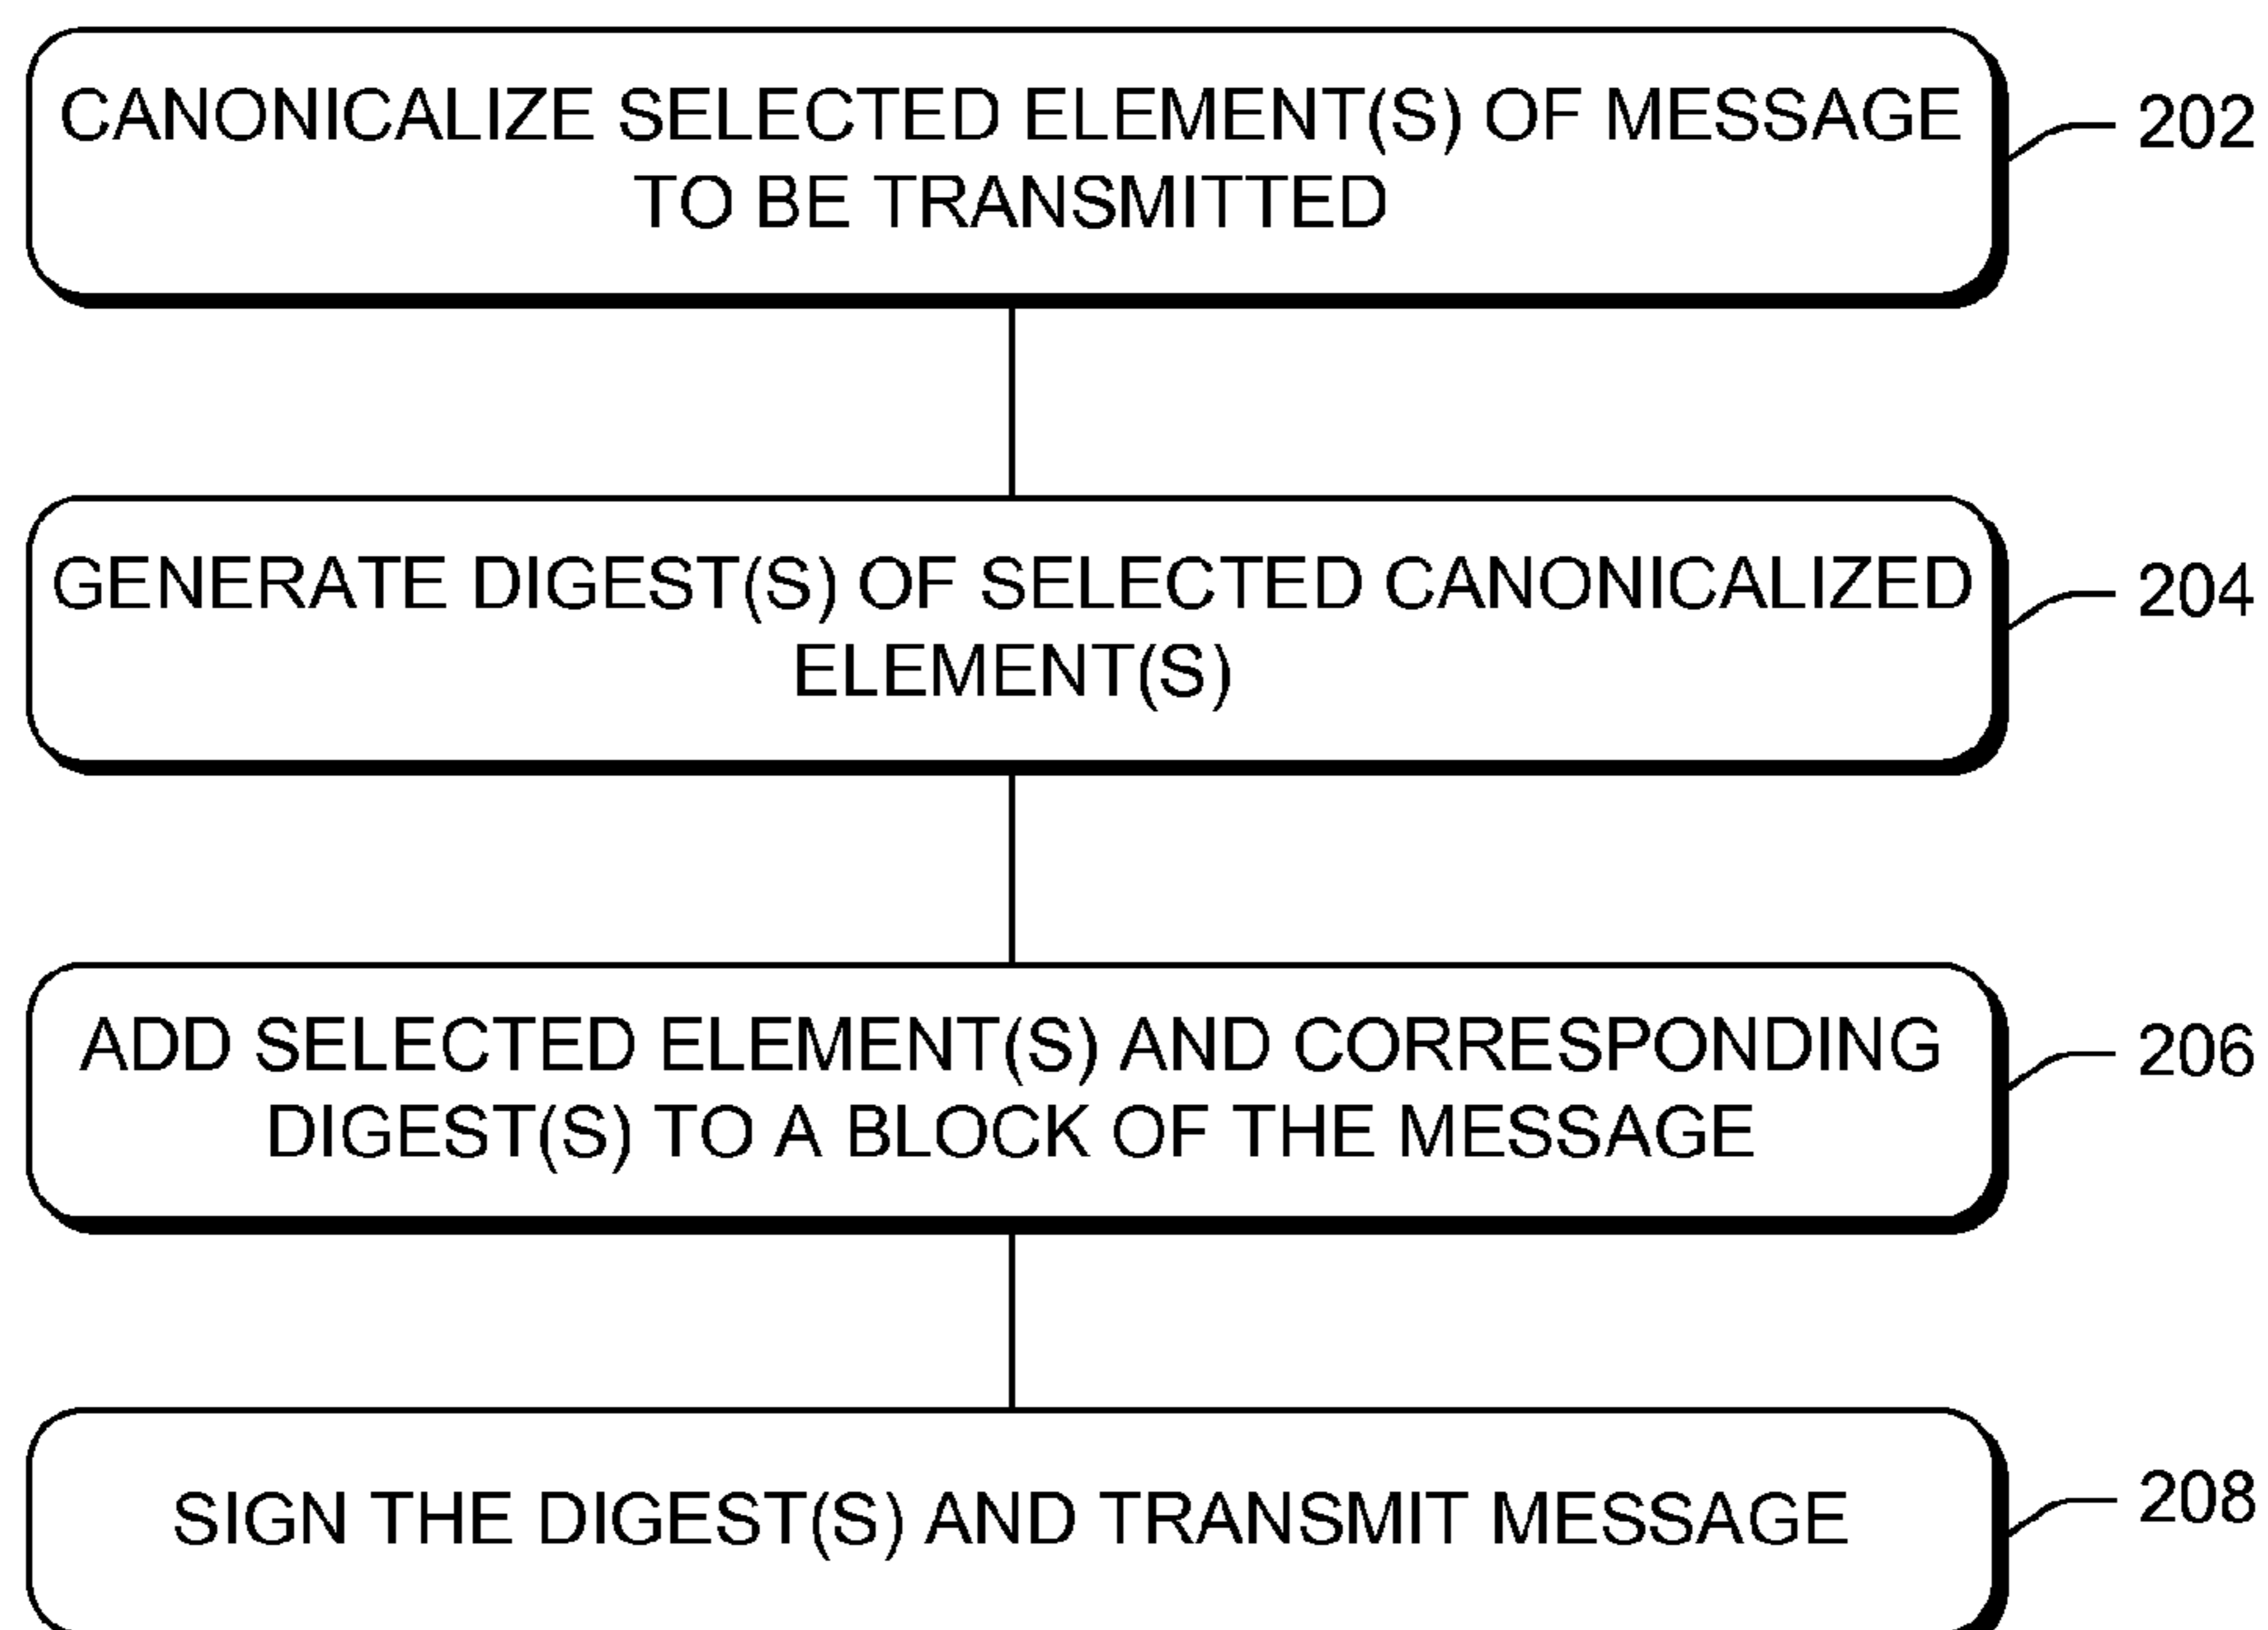 CANONICALIZE SELECTED ELEMENT(S) OF MESSAGE
TO BE TRANSMITTED
202
GENERATE DIGEST(S) OF SELECTED CANONICALIZED
ELEMENT(S)
204
ADD SELECTED ELEMENT(S) AND CORRESPONDING
DIGEST(S) TO A BLOCK OF THE MESSAGE
206
SIGN THE DIGEST(S) AND TRANSMIT MESSAGE
208